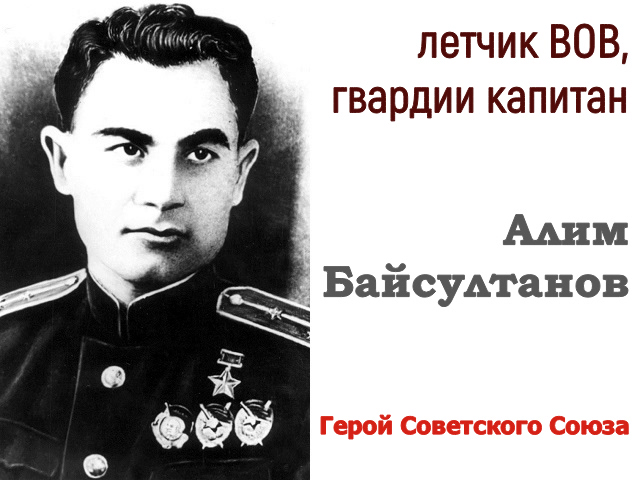 летчик ВОВ,
гвардии капитан
Алим
Байсултанов
Герой Советского Союза